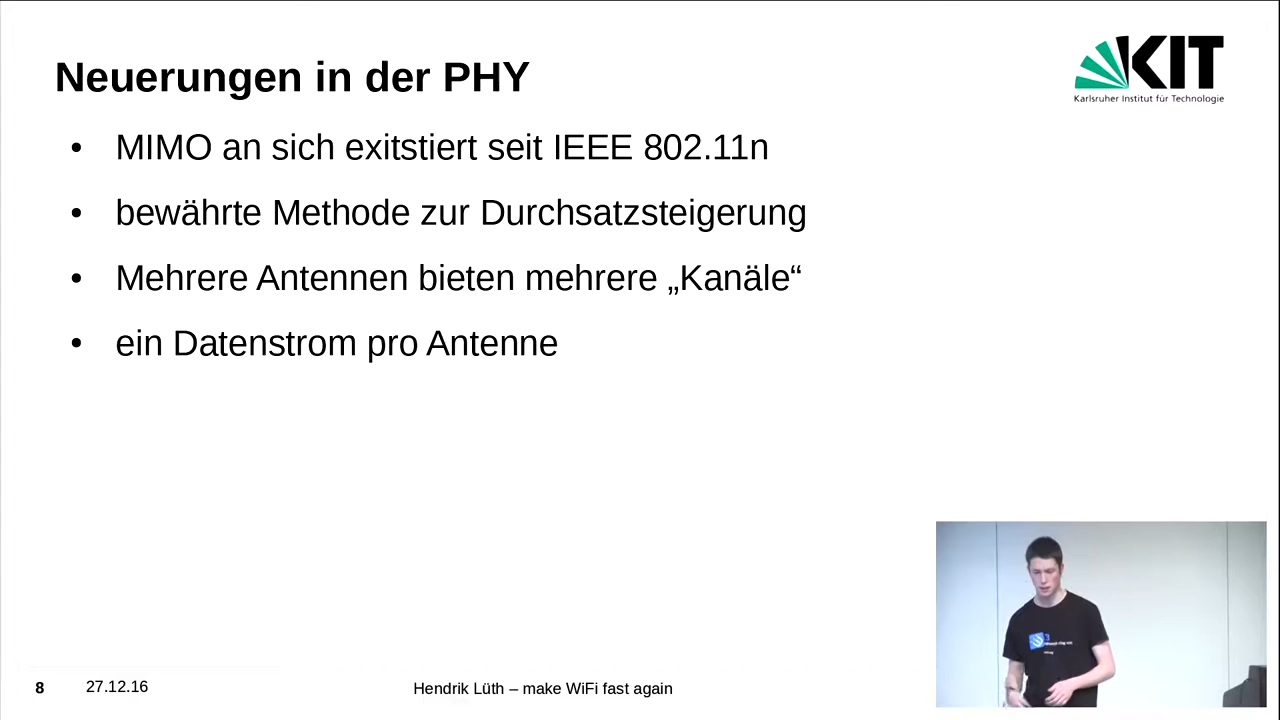 Neuerungen in der PHY
KIT
Karlsruher Institut für Technologie
• MIMO an sich exitstiert seit IEEE 802.11n
• bewährte Methode zur Durchsatzsteigerung
• Mehrere Antennen bieten mehrere „Kanäle“
• ein Datenstrom pro Antenne
8
27.12.16
Hendrik Lüth – make WiFi fast again